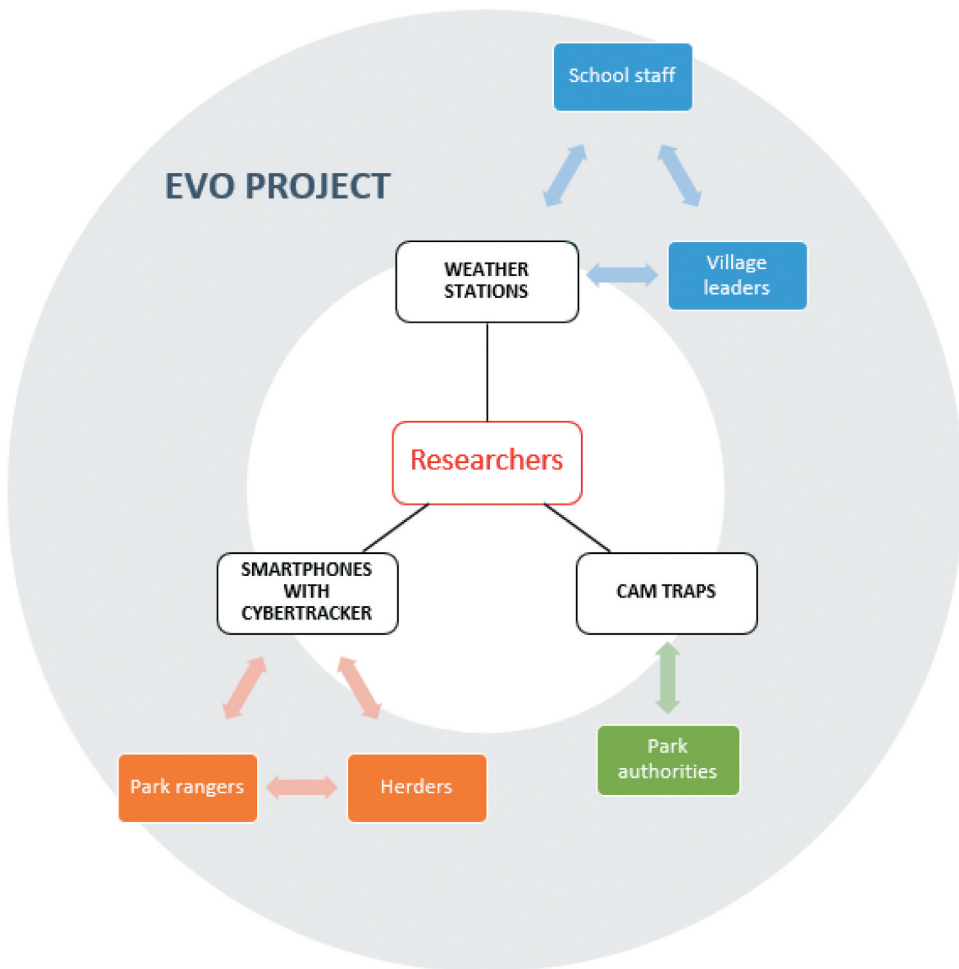 School staff
EVO PROJECT
WEATHER
STATIONS
Village
leaders
Researchers
SMARTPHONES
WITH
CYBERTRACKER
CAM TRAPS
Park rangers
Herders
Park
authorities